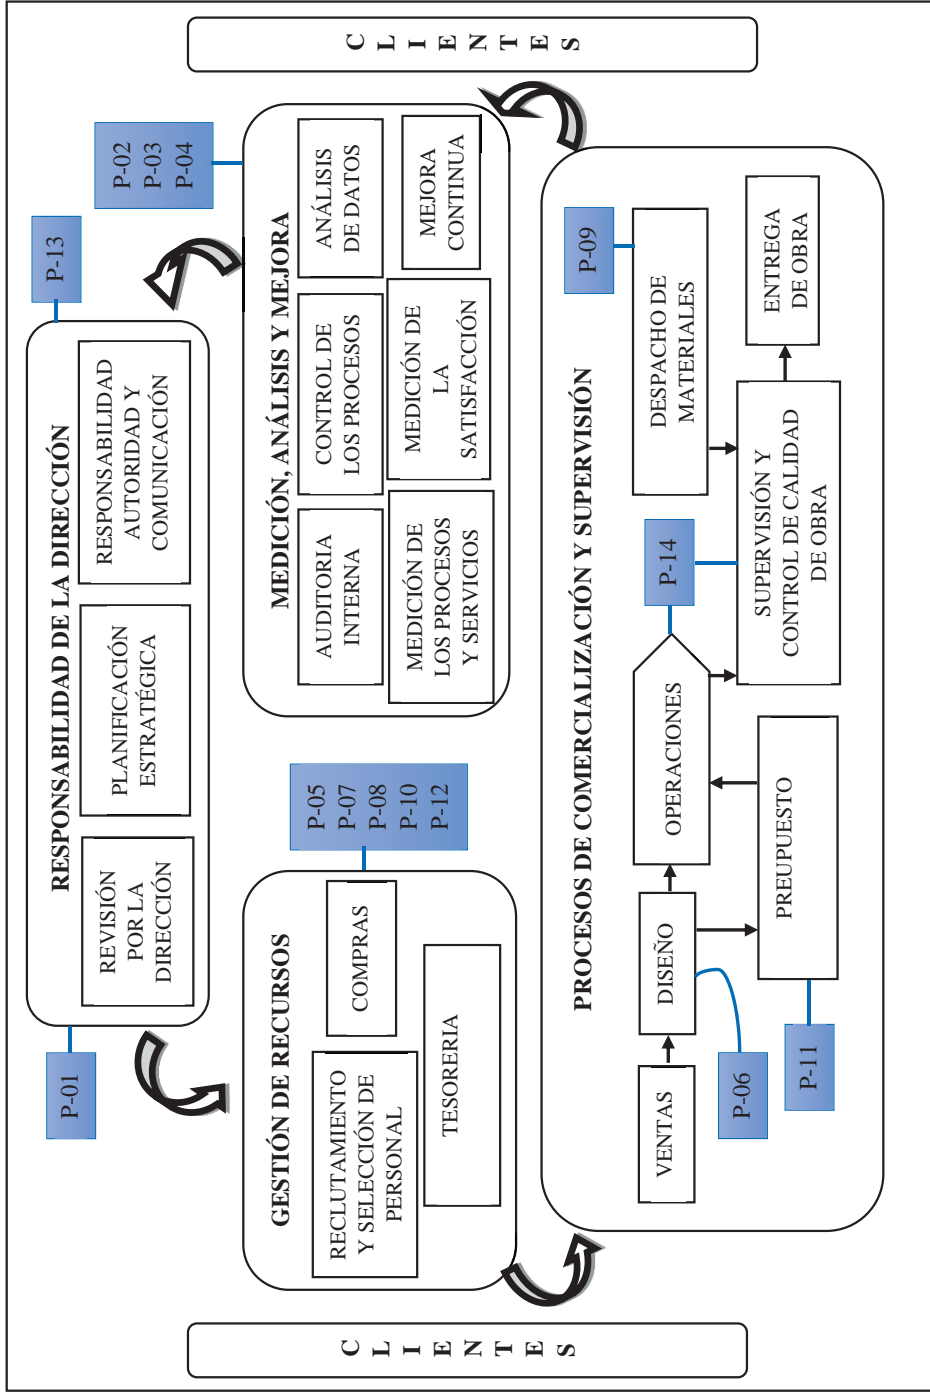 C
L
I
E
N
T
E
S
RESPONSABILIDAD DE LA DIRECCIÓN
P-01
REVISIÓN
POR LA
DIRECCIÓN
PLANIFICACIÓN
ESTRATÉGICA
RESPONSABILIDAD
AUTORIDAD Y
COMUNICACIÓN
P-13
GESTIÓN DE RECURSOS
RECLUTAMIENTO
Y SELECCIÓN DE
PERSONAL
COMPRAS
TESORERIA
P-05
P-07
P-08
P-10
P-12
MEDICIÓN, ANÁLISIS Y MEJORA
AUDITORIA
INTERNA
CONTROL DE
LOS PROCESOS
ANÁLISIS
DE DATOS
MEDICIÓN DE
LOS PROCESOS
Y SERVICIOS
MEDICIÓN DE
LA
SATISFACCIÓN
MEJORA
CONTINUA
P-02
P-03
P-04
PROCESOS DE COMERCIALIZACIÓN Y SUPERVISIÓN
VENTAS
DISEÑO
OPERACIONES
P-14
DESPACHO DE
MATERIALES
P-09
P-06
P-11
PREUPUESTO
SUPERVISIÓN Y
CONTROL DE CALIDAD
DE OBRA
ENTREGA
DE OBRA
C
L
I
E
N
T
E
S